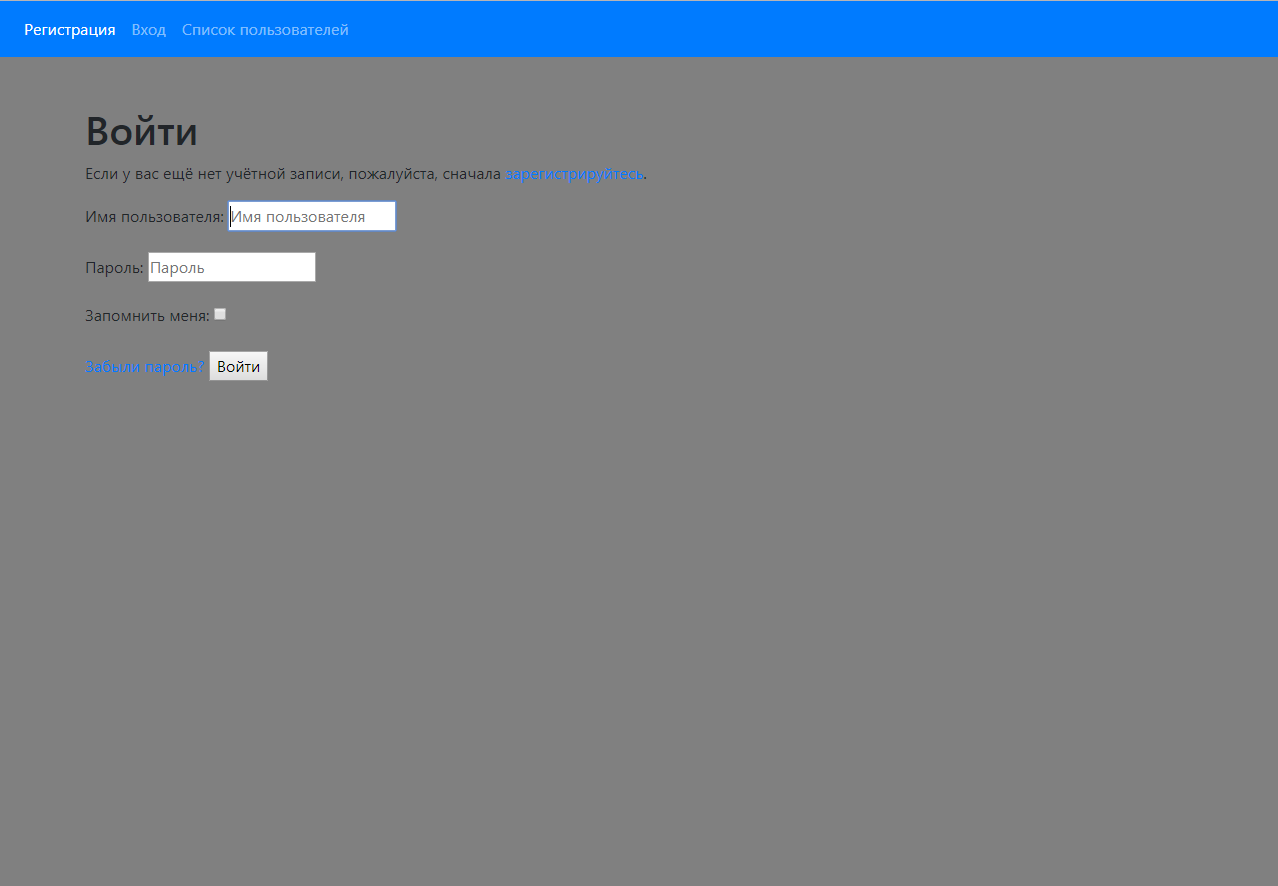 Регистрация Вход Список пользователей
Войти
Если у вас ещё нет учётной записи, пожалуйста, сначала зарегистрируйтесь.
Имя пользователя: Имя пользователя
Пароль: Пароль
Запомнить меня:
Забыли пароль? Войти